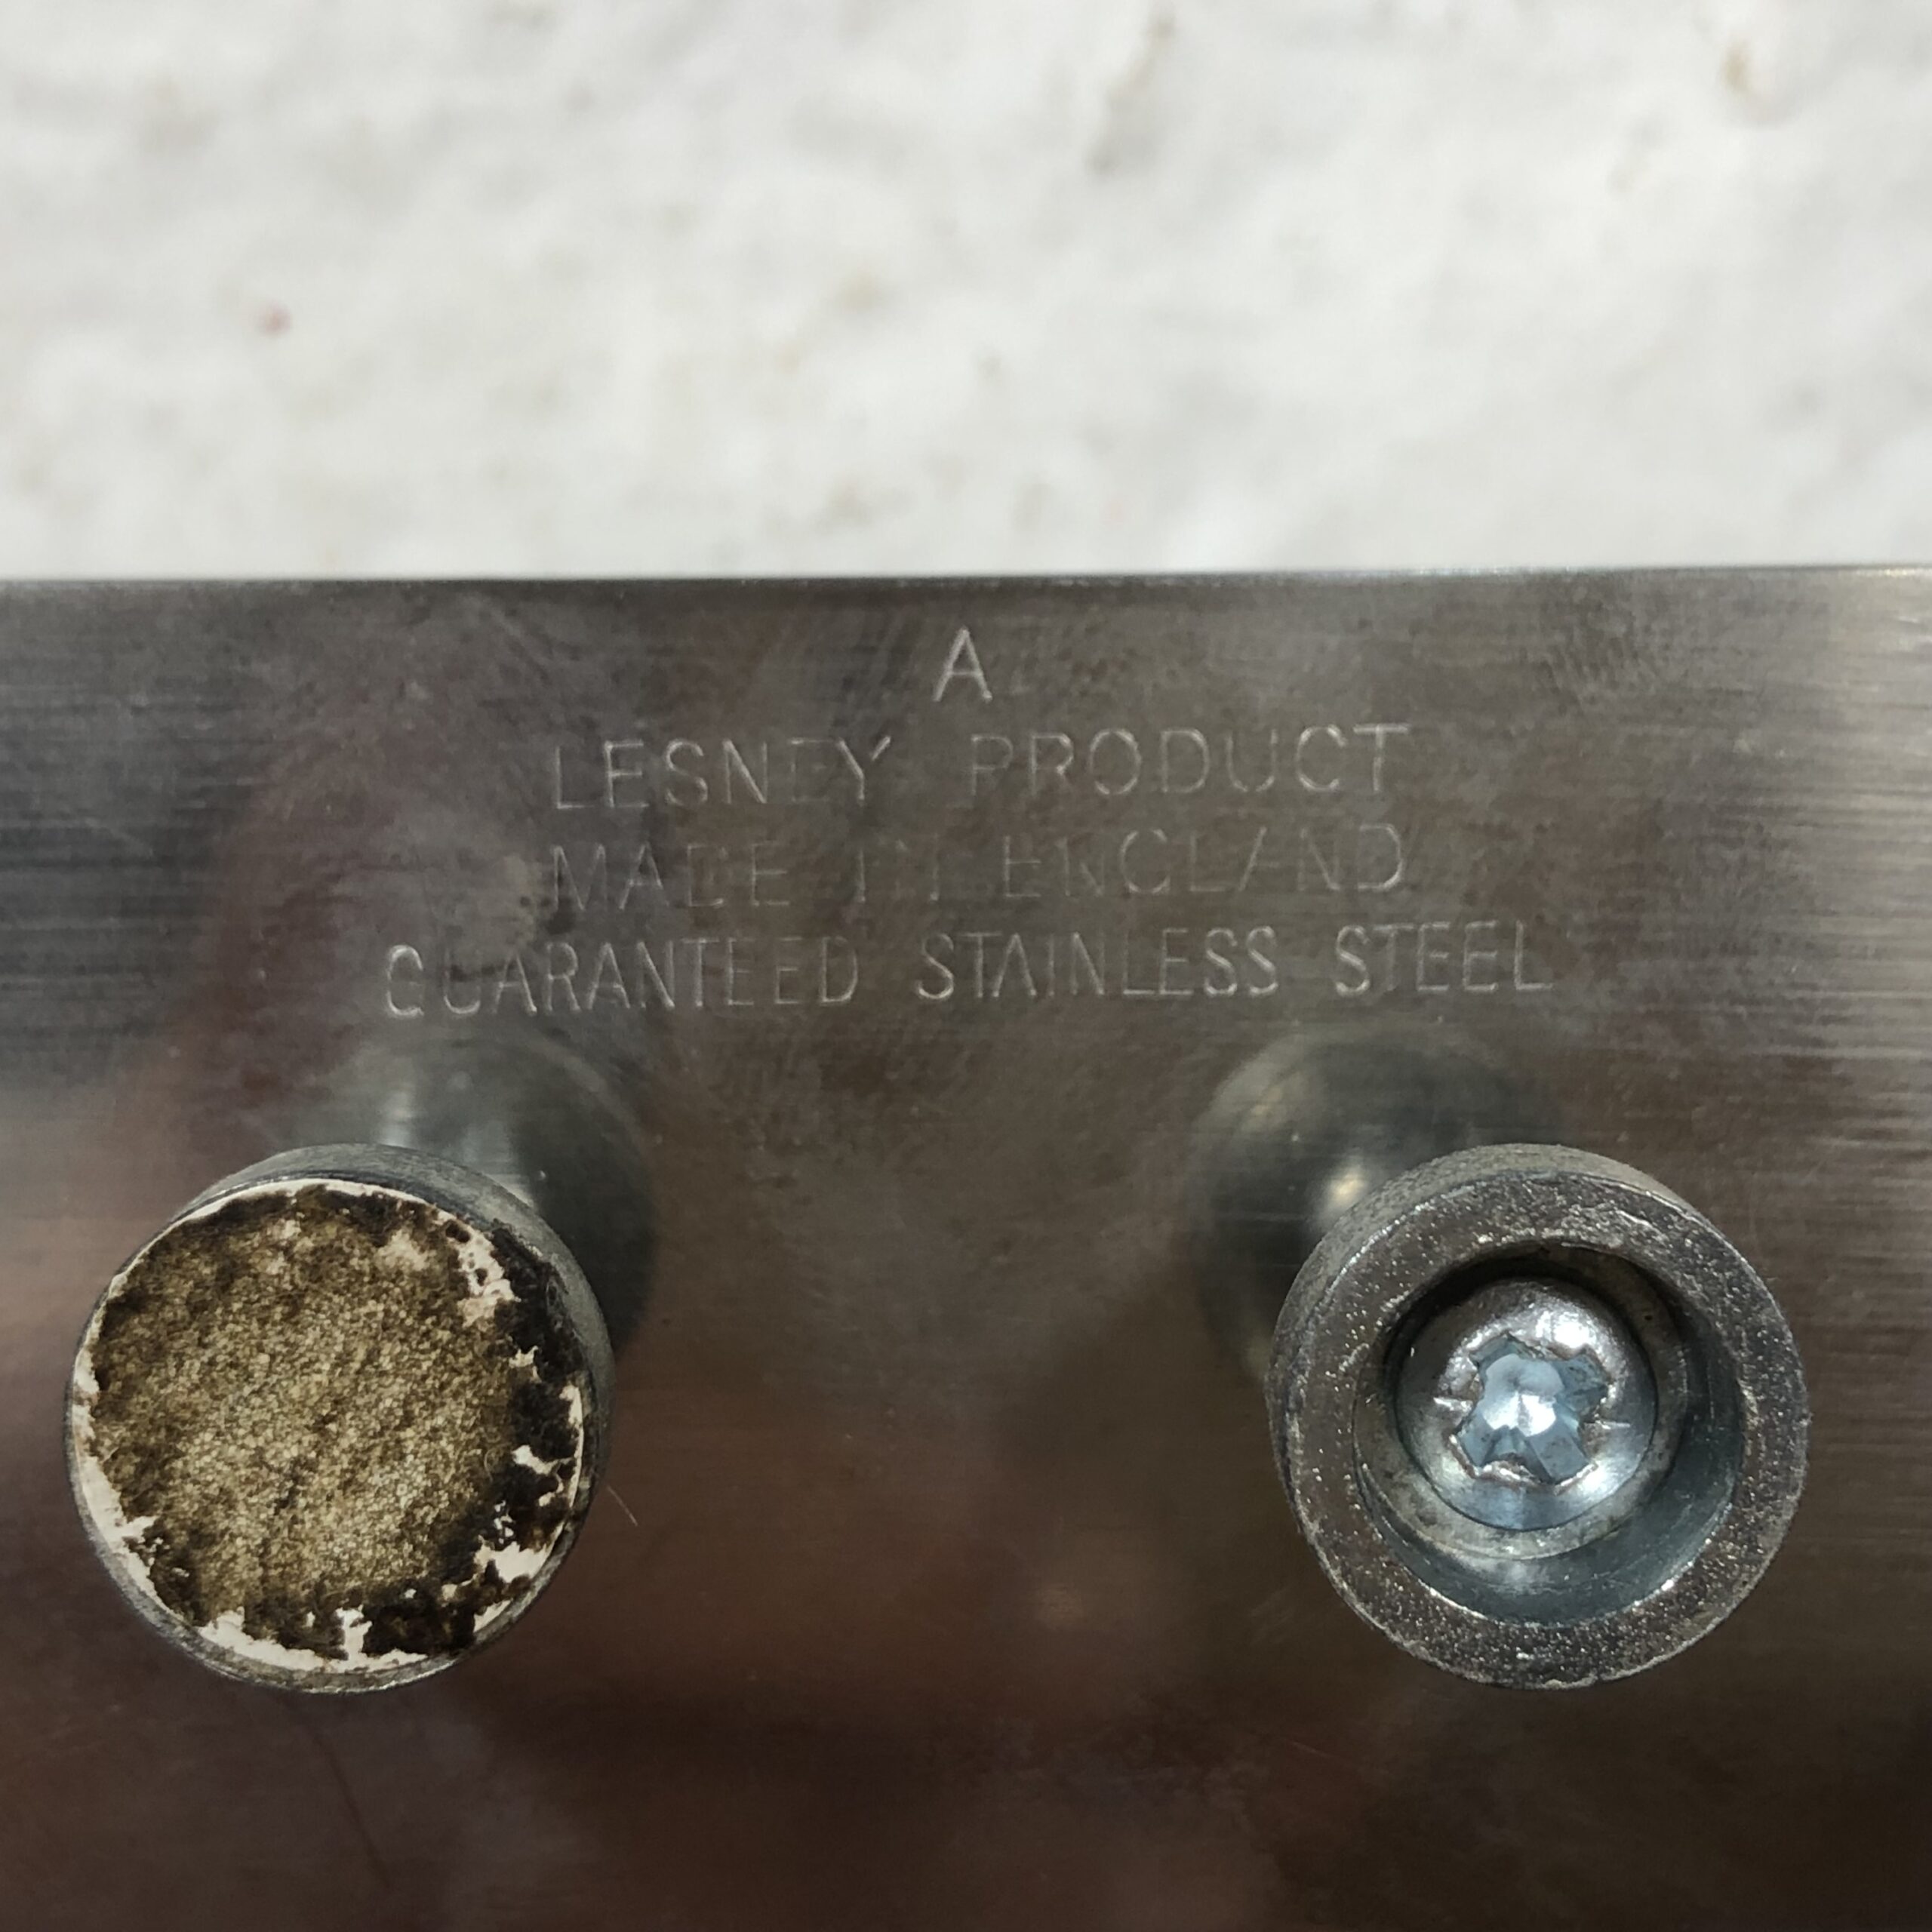 A
LESNEY PRODUCT
MADE IN ENGLAND
GUARANTEED STAINLESS STEEL